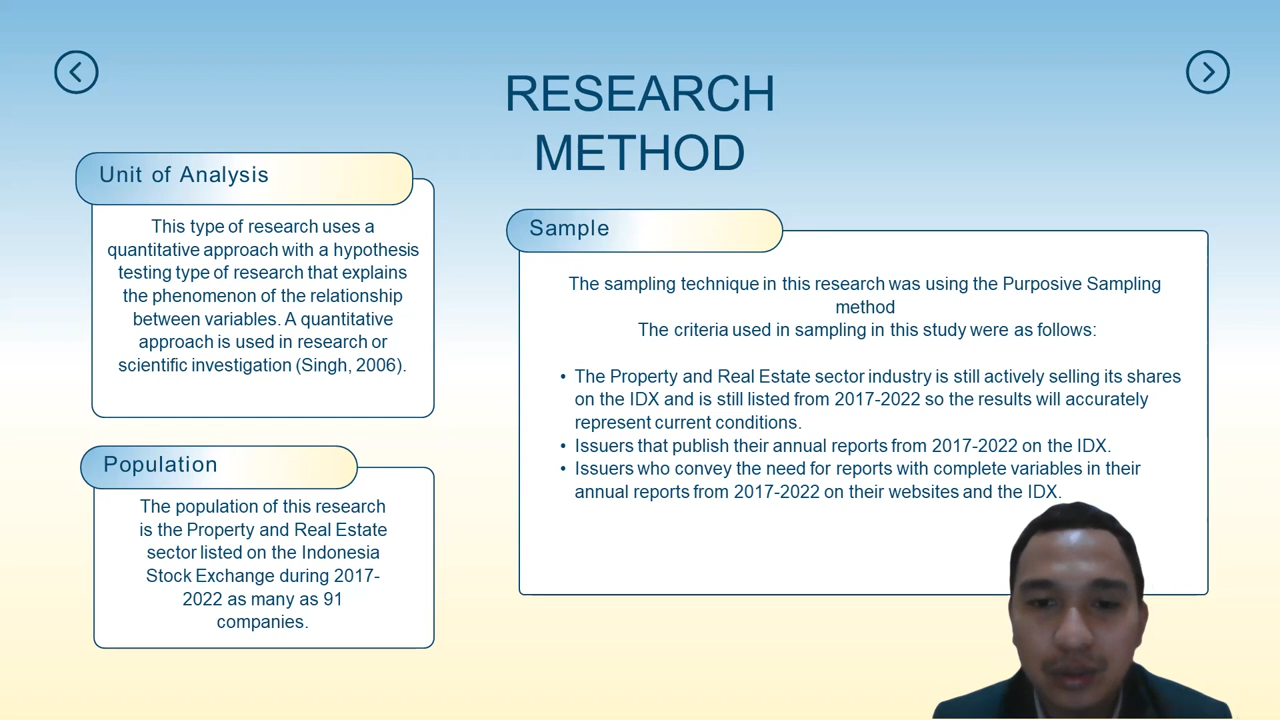 RESEARCH
METHOD
Unit of Analysis
This type of research uses a
quantitative approach with a hypothesis
testing type of research that explains
the phenomenon of the relationship
between variables. A quantitative
approach is used in research or
scientific investigation (Singh, 2006).
Population
The population of this research
is the Property and Real Estate
sector listed on the Indonesia
Stock Exchange during 2017-
2022 as many as 91
companies.
Sample
The sampling technique in this research was using the Purposive Sampling
method
The criteria used in sampling in this study were as follows:
• The Property and Real Estate sector industry is still actively selling its shares
on the IDX and is still listed from 2017-2022 so the results will accurately
represent current conditions.
• Issuers that publish their annual reports from 2017-2022 on the IDX.
• Issuers who convey the need for reports with complete variables in their
annual reports from 2017-2022 on their websites and the IDX.